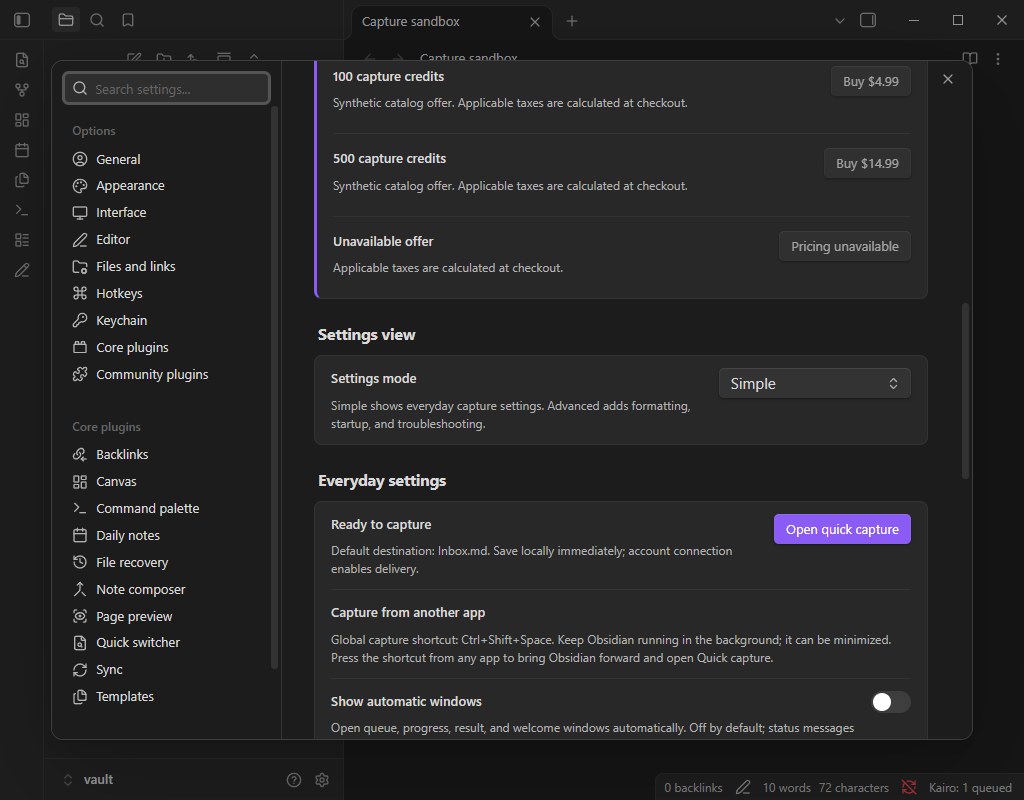 Capture sandbox
Capture sandbox
Search settings...
Options
General
Appearance
Interface
Editor
Files and links
Hotkeys
Keychain
Core plugins
Community plugins
Core plugins
Backlinks
Canvas
Command palette
Daily notes
File recovery
Note composer
Page preview
Quick switcher
Sync
Templates
100 capture credits
Buy $4.99
Synthetic catalog offer. Applicable taxes are calculated at checkout.
500 capture credits
Buy $14.99
Synthetic catalog offer. Applicable taxes are calculated at checkout.
Unavailable offer
Pricing unavailable
Applicable taxes are calculated at checkout.
Settings view
Settings mode
Simple
Simple shows everyday capture settings. Advanced adds formatting,
startup, and troubleshooting.
Everyday settings
Ready to capture
Open quick capture
Default destination: Inbox.md. Save locally immediately; account connection
enables delivery.
Capture from another app
Global capture shortcut: Ctrl+Shift+Space. Keep Obsidian running in the background; it can be minimized.
Press the shortcut from any app to bring Obsidian forward and open Quick capture.
Show automatic windows
Open queue, progress, result, and welcome windows automatically. Off by default; status messages
vault
0 backlinks
10 words
72 characters
Kairo: 1 queued